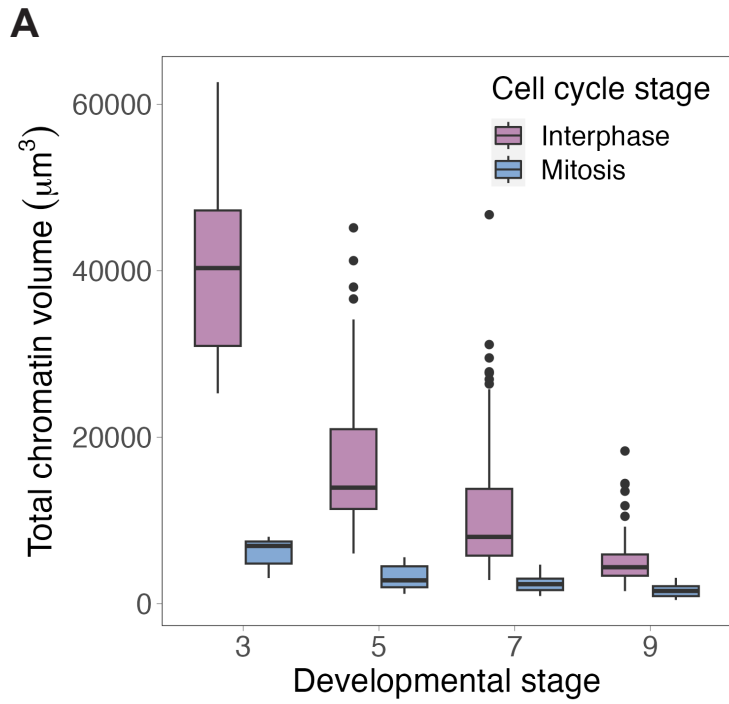 A
Total chromatin volume (μm³)
60000
40000
20000
0
Cell cycle stage
Interphase
Mitosis
3 5 7 9
Developmental stage